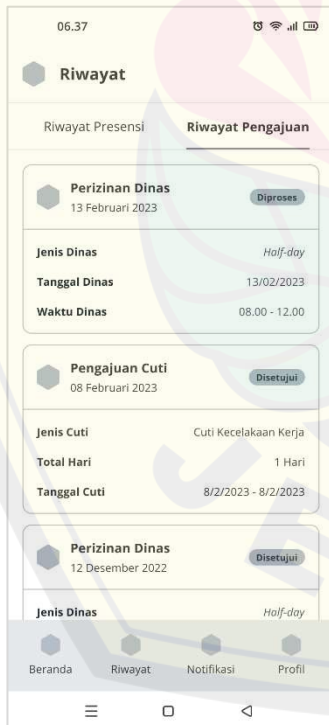 06.37
Riwayat
Riwayat Presensi Riwayat Pengajuan
Perizinan Dinas
13 Februari 2023
Diproses
Jenis Dinas Half-day
Tanggal Dinas 13/02/2023
Waktu Dinas 08.00 - 12.00
Pengajuan Cuti
08 Februari 2023
Disetujui
Jenis Cuti Cuti Kecelakaan Kerja
Total Hari 1 Hari
Tanggal Cuti 8/2/2023 - 8/2/2023
Perizinan Dinas
12 Desember 2022
Disetujui
Jenis Dinas Half-day
Beranda Riwayat Notifikasi Profil